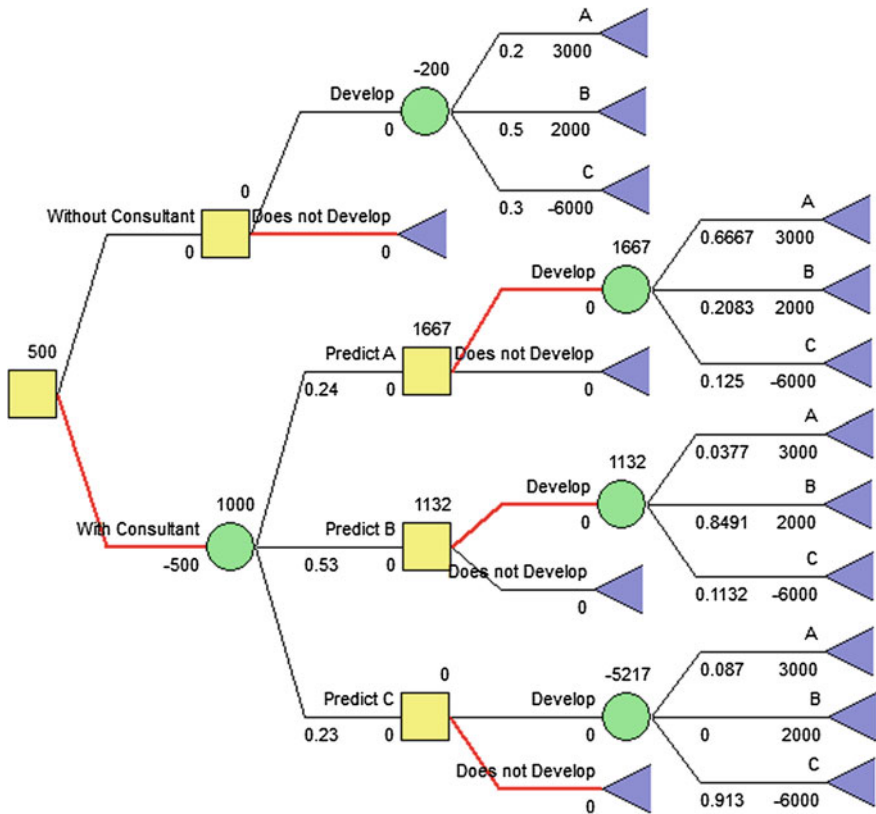 A
0.2 3000
-200
Develop
0
B
0.5 2000
C
0.3 -6000
0
Without Consultant
0
Does not Develop
0
A
0.6667 3000
1667
Develop
0
B
0.2083 2000
C
0.125 -6000
1667
Predict A
0.24 0
Does not Develop
0
500
A
0.0377 3000
1132
Develop
0
B
0.8491 2000
C
0.1132 -6000
1000
With Consultant
-500
1132
Predict B
0.53 0
Does not Develop
0
A
0.087 3000
-5217
Develop
0
B
0 2000
C
0.913 -6000
0
Predict C
0.23 0
Does not Develop
0